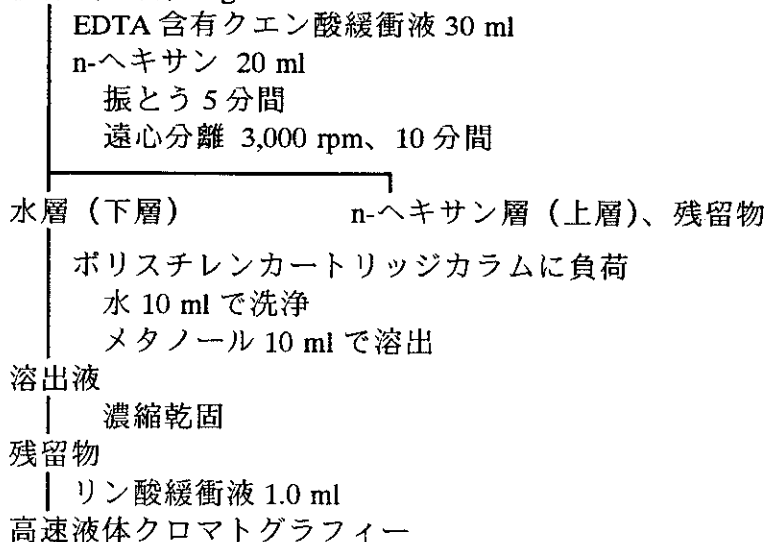 EDTA 含有クエン酸緩衝液 30 ml
n-ヘキサン 20 ml
振とう 5 分間
遠心分離 3,000 rpm、10 分間
水層（下層） n-ヘキサン層（上層）、残留物
ポリスチレンカートリッジカラムに負荷
水 10 ml で洗浄
メタノール 10 ml で溶出
溶出液
濃縮乾固
残留物
リン酸緩衝液 1.0 ml
高速液体クロマトグラフィー